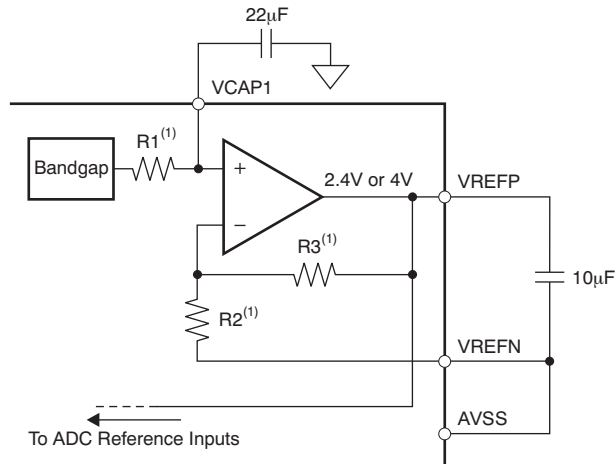 22μF
VCAP1
R1(1)
Bandgap
+
2.4V or 4V
VREFP
−
R3(1)
10μF
R2(1)
VREFN
AVSS
To ADC Reference Inputs